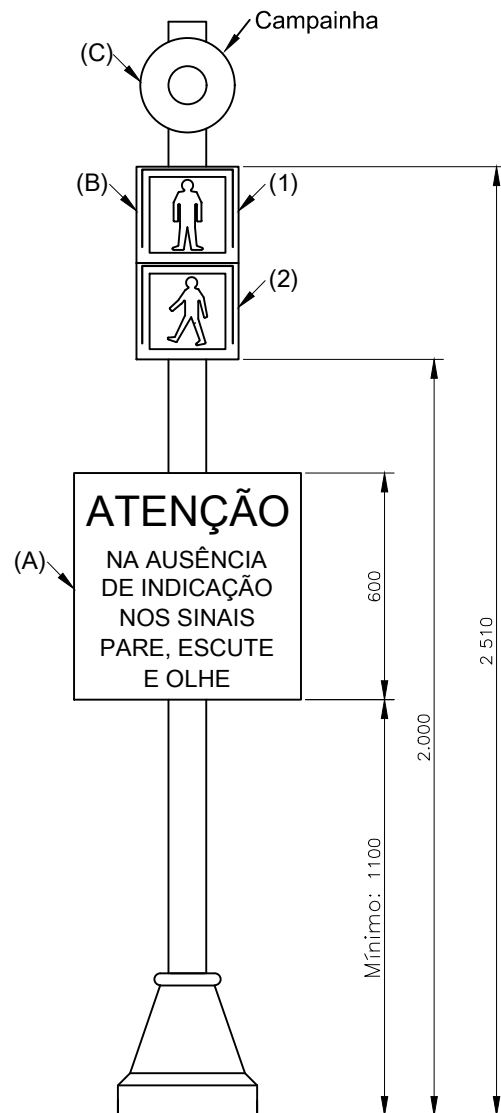 Campainha
(C)
(B)
(1)
(2)
ATENÇÃO
NA AUSÊNCIA
DE INDICAÇÃO
NOS SINAIS
PARE, ESCUTE
E OLHE
(A)
600
2 510
2.000
Mínimo: 1100